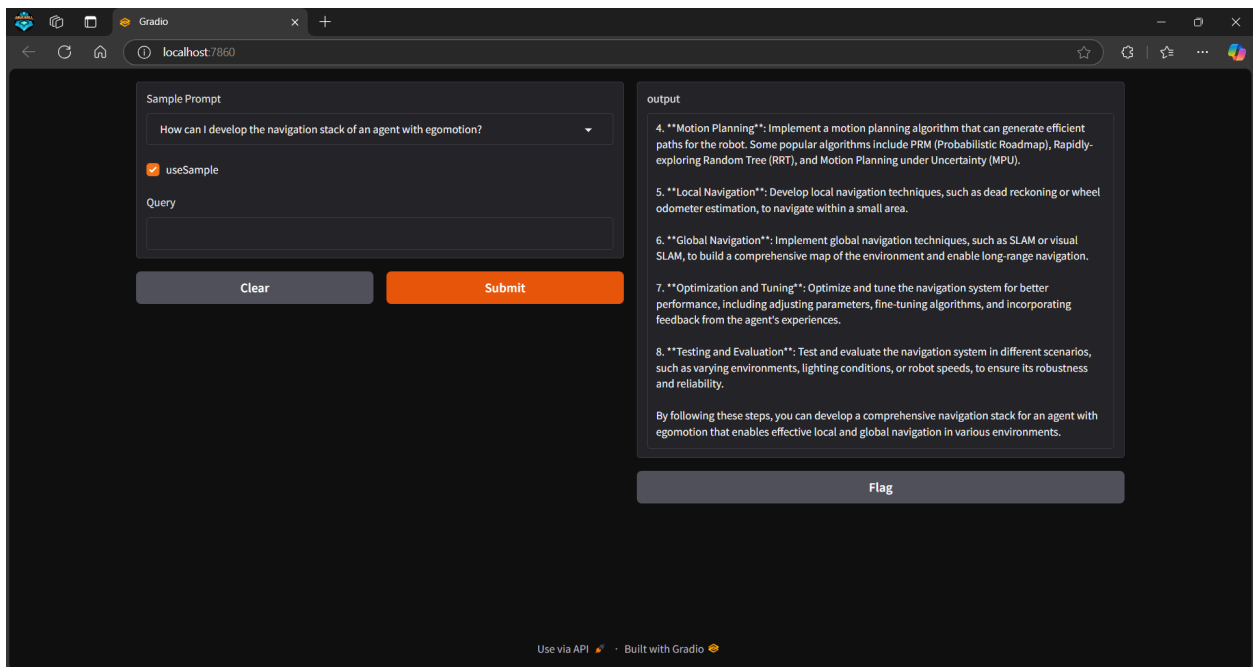 Gradio
localhost:7860
Sample Prompt
How can I develop the navigation stack of an agent with egomotion?
useSample
Query
Clear
Submit
output
4. **Motion Planning**: Implement a motion planning algorithm that can generate efficient
paths for the robot. Some popular algorithms include PRM (Probabilistic Roadmap), Rapidly-
exploring Random Tree (RRT), and Motion Planning under Uncertainty (MPU).
5. **Local Navigation**: Develop local navigation techniques, such as dead reckoning or wheel
odometer estimation, to navigate within a small area.
6. **Global Navigation**: Implement global navigation techniques, such as SLAM or visual
SLAM, to build a comprehensive map of the environment and enable long-range navigation.
7. **Optimization and Tuning**: Optimize and tune the navigation system for better
performance, including adjusting parameters, fine-tuning algorithms, and incorporating
feedback from the agent's experiences.
8. **Testing and Evaluation**: Test and evaluate the navigation system in different scenarios,
such as varying environments, lighting conditions, or robot speeds, to ensure its robustness
and reliability.
By following these steps, you can develop a comprehensive navigation stack for an agent with
egomotion that enables effective local and global navigation in various environments.
Flag
Use via API · Built with Gradio